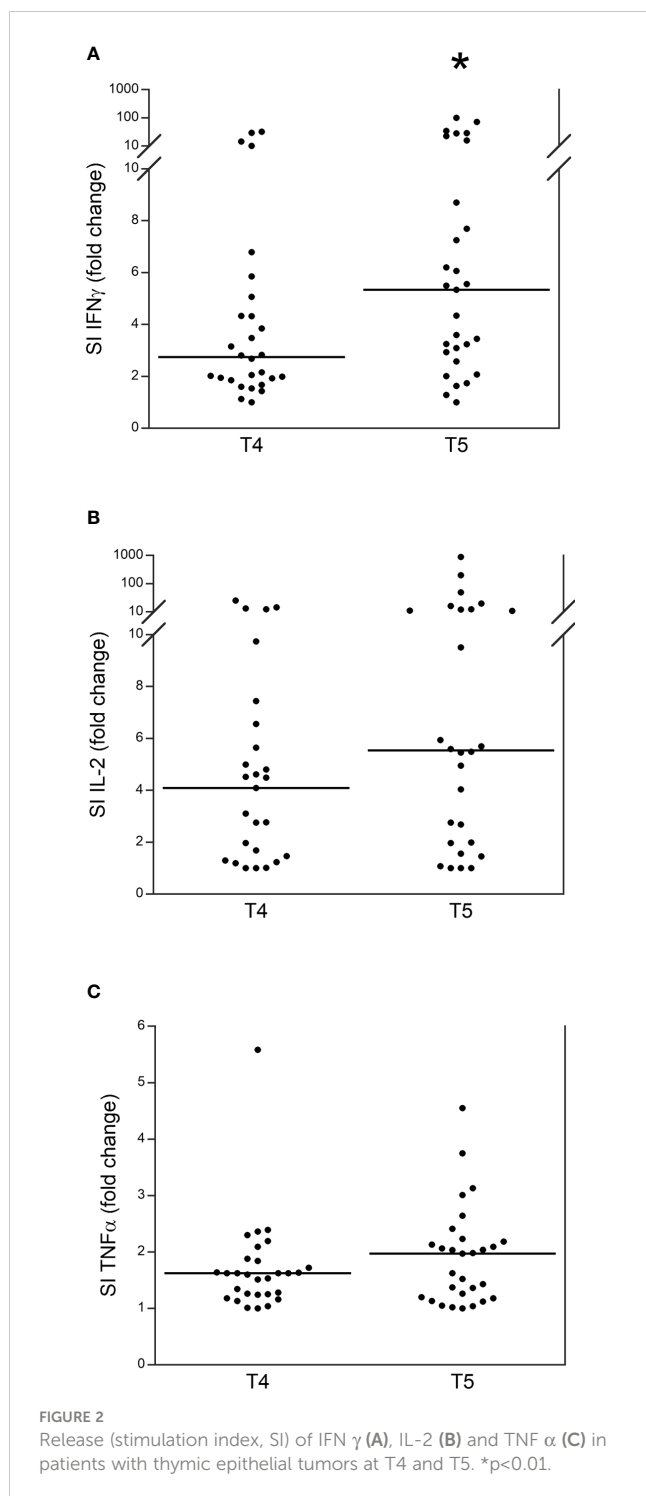 A
*
1000
100
10
10
8
6
4
2
0
SI IFNγ (fold change)
T4 T5
B
1000
100
10
10
8
6
4
2
0
SI IL-2 (fold change)
T4 T5
C
6
5
4
3
2
1
0
SI TNFα (fold change)
T4 T5
FIGURE 2
Release (stimulation index, SI) of IFN γ (A), IL-2 (B) and TNF α (C) in
patients with thymic epithelial tumors at T4 and T5. *p<0.01.